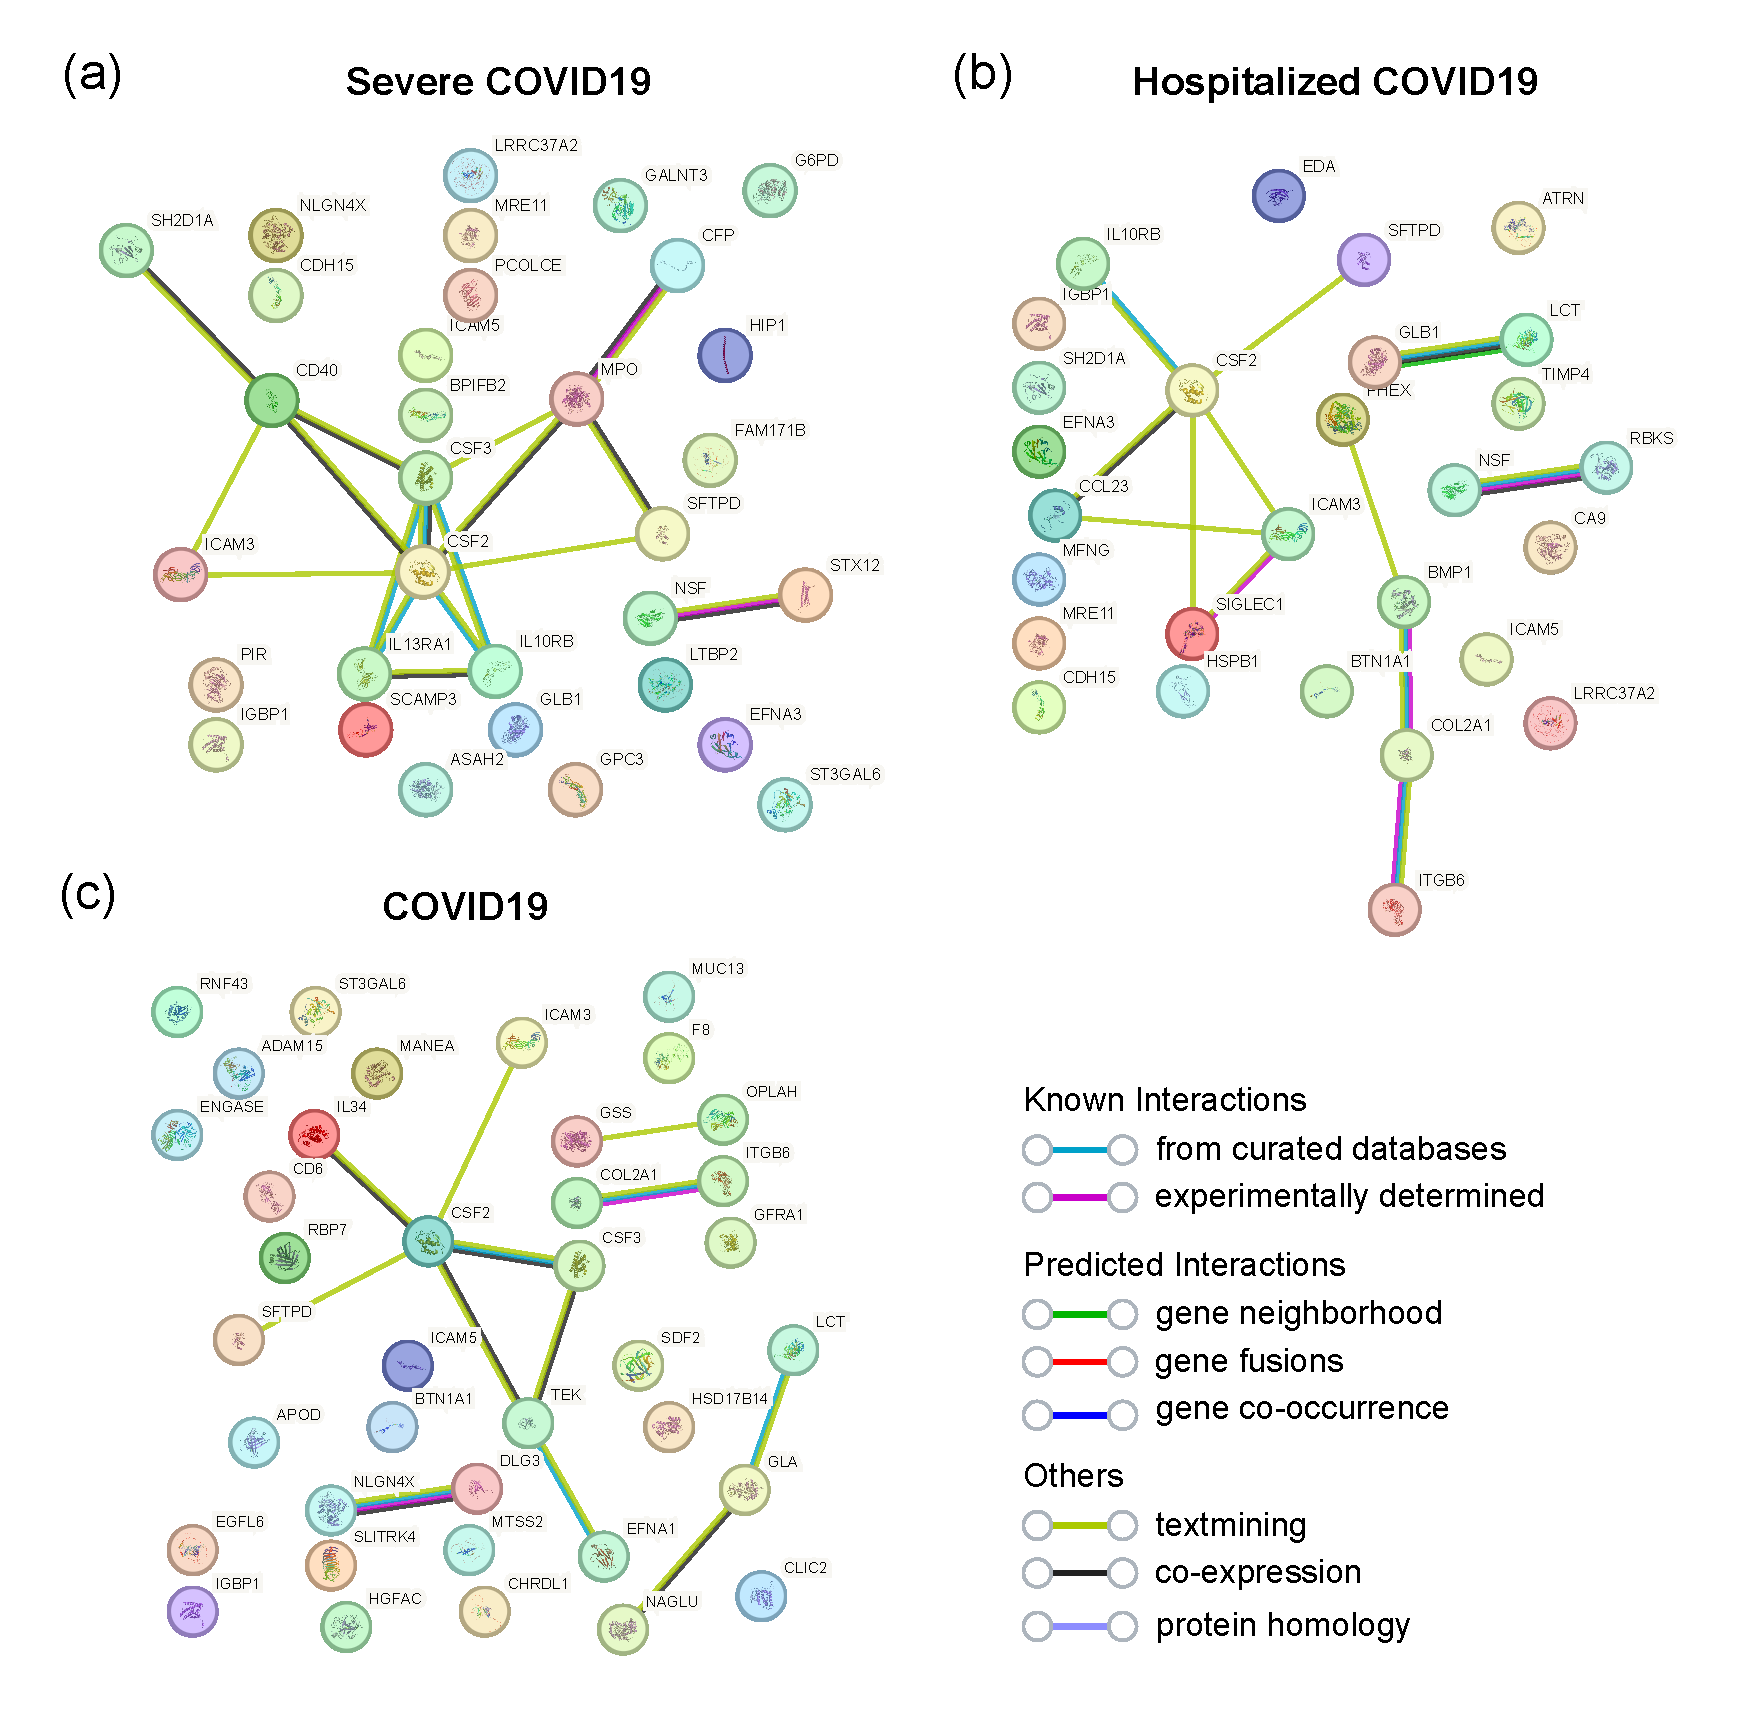 (a)
Severe COVID19
LRRC37A2
GALNT3
G6PD
NLGN4X
MRE11
SH2D1A
CFP
CDH15
PCOLCE
ICAM5
HIP1
CD40
MPO
BPIFB2
CSF3
FAM171B
SFTPD
ICAM3
CSF2
STX12
NSF
IL13RA1
IL10RB
PIR
LTBP2
SCAMP3
GLB1
IGBP1
EFNA3
ASAH2
GPC3
ST3GAL6
(b)
Hospitalized COVID19
EDA
ATRN
IL10RB
SFTPD
IGBP1
LCT
GLB1
SH2D1A
CSF2
TIMP4
PHEX
EFNA3
RBKS
NSF
CCL23
ICAM3
CA9
MFNG
BMP1
SIGLEC1
MRE11
ICAM5
HSPB1
BTN1A1
CDH15
LRRC37A2
COL2A1
ITGB6
(c)
COVID19
MUC13
RNF43
ST3GAL6
ICAM3
F8
ADAM15
MANEA
OPLAH
ENGASE
IL34
GSS
ITGB6
CD6
COL2A1
CSF2
GFRA1
RBP7
CSF3
SFTPD
LCT
ICAM5
SDF2
BTN1A1
TEK
HSD17B14
APOD
DLG3
GLA
NLGN4X
EGFL6
MTSS2
EFNA1
SLITRK4
CLIC2
IGBP1
CHRDL1
HGFAC
NAGLU
Known Interactions
from curated databases
experimentally determined
Predicted Interactions
gene neighborhood
gene fusions
gene co-occurrence
Others
textmining
co-expression
protein homology